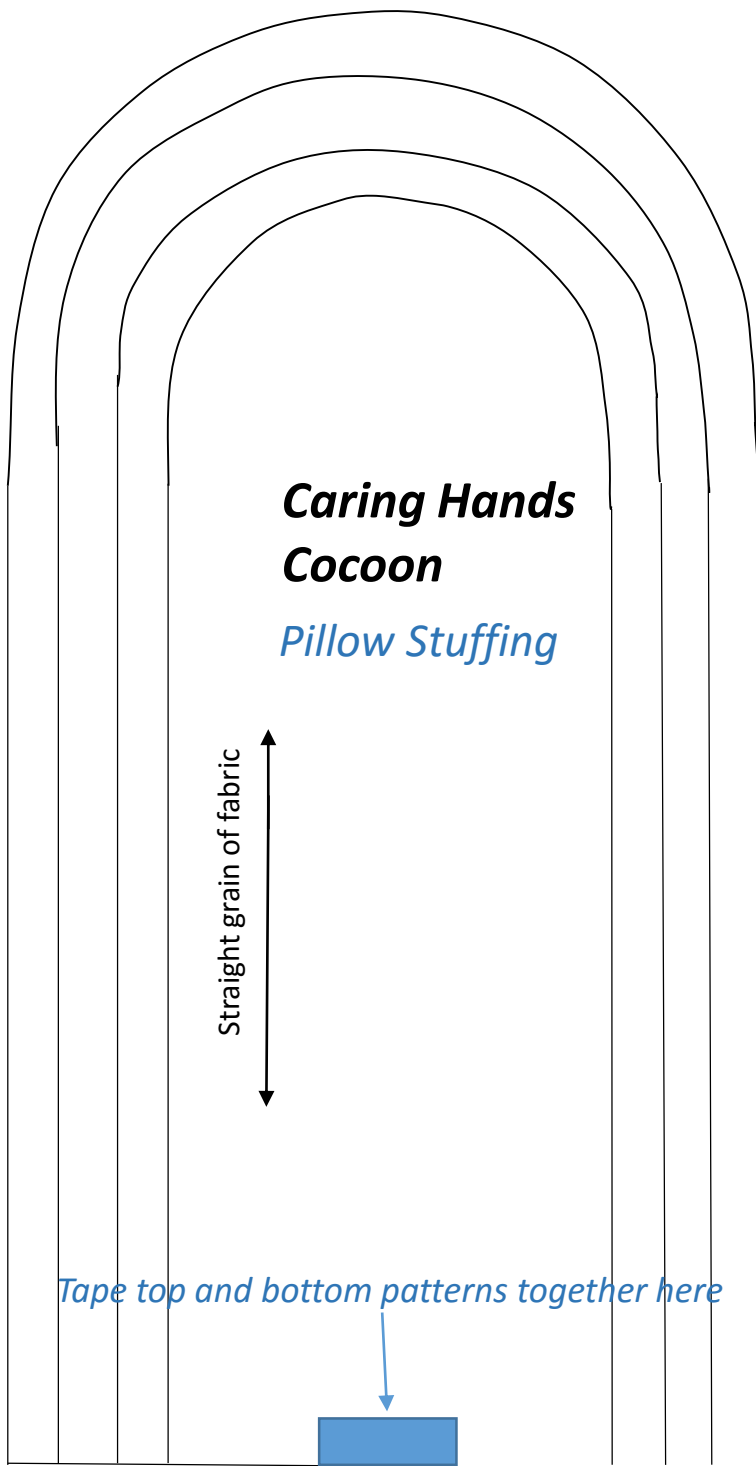 Caring Hands
Cocoon
Pillow Stuffing
Straight grain of fabric
Tape top and bottom patterns together here